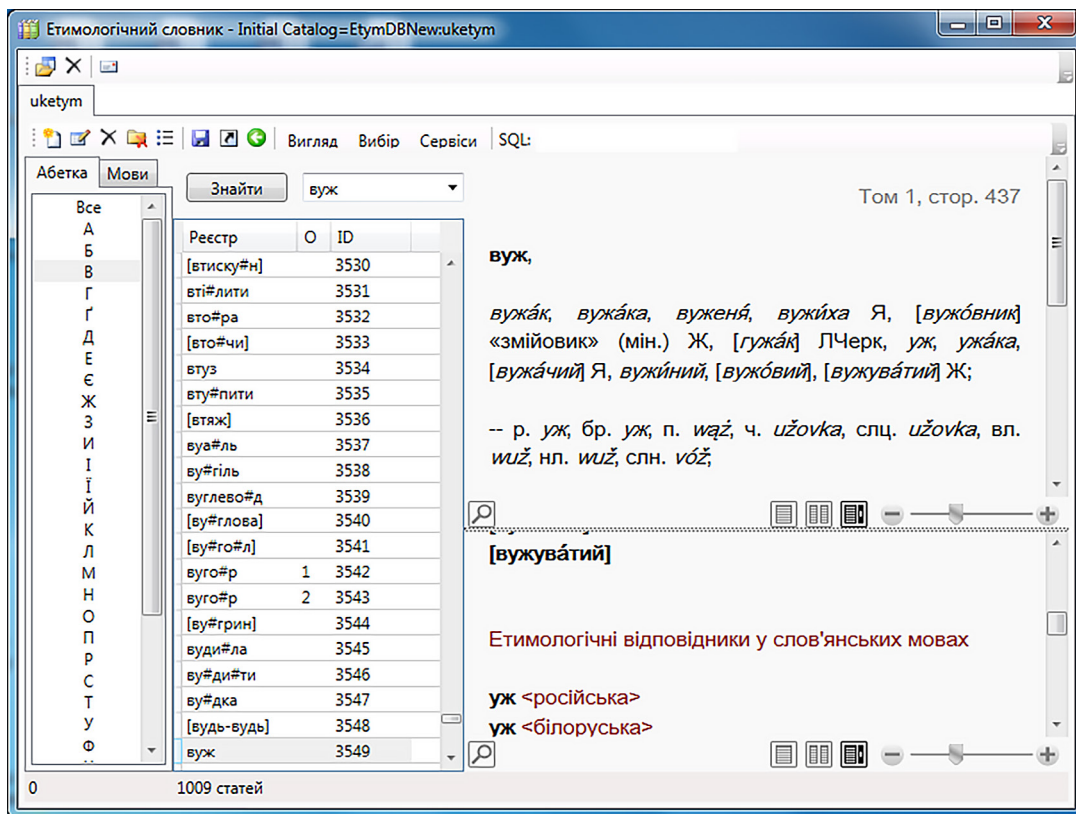 Етимологічний словник - Initial Catalog=EtymDBNew:uketym
uketym
Вигляд Вибір Сервіси SQL:
Абетка Мови
Все
А
Б
В
Г
Ґ
Д
Е
Є
Ж
З
И
І
Ї
Й
К
Л
М
Н
О
П
Р
С
Т
У
Ф
Знайти вуж
Реєстр О ID
[втиску#н] 3530
вті#лити 3531
вто#ра 3532
[вто#чи] 3533
втуз 3534
вту#пити 3535
[втяж] 3536
вуа#ль 3537
ву#гіль 3538
вуглево#д 3539
[ву#глова] 3540
[ву#го#л] 3541
вуго#р 1 3542
вуго#р 2 3543
[ву#грин] 3544
вуди#ла 3545
ву#ди#ти 3546
ву#дка 3547
[вудь-вудь] 3548
вуж 3549
Том 1, стор. 437
вуж,
вужа́к, вужа́ка, вуженя́, вужи́ха Я, [вужо́вник]
«змійовик» (мін.) Ж, [гужа́к] ЛЧерк, уж, ужа́ка,
[вужа́чий] Я, вужи́ний, [вужо́вий], [вужува́тий] Ж;
-- р. уж, бр. уж, п. wąż, ч. užovka, слц. užovka, вл.
wuž, нл. wuž, слн. vóž;
[вужува́тий]
Етимологічні відповідники у слов'янських мовах
уж <російська>
уж <білоруська>
0 1009 статей